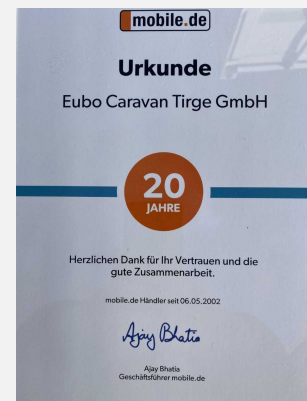 mobile.de
Urkunde
Eubo Caravan Tirge GmbH
20
JAHRE
Herzlichen Dank für Ihr Vertrauen und die
gute Zusammenarbeit.
mobile.de Händler seit 06.05.2002
Ajay Bhatia
Ajay Bhatia
Geschäftsführer mobile.de